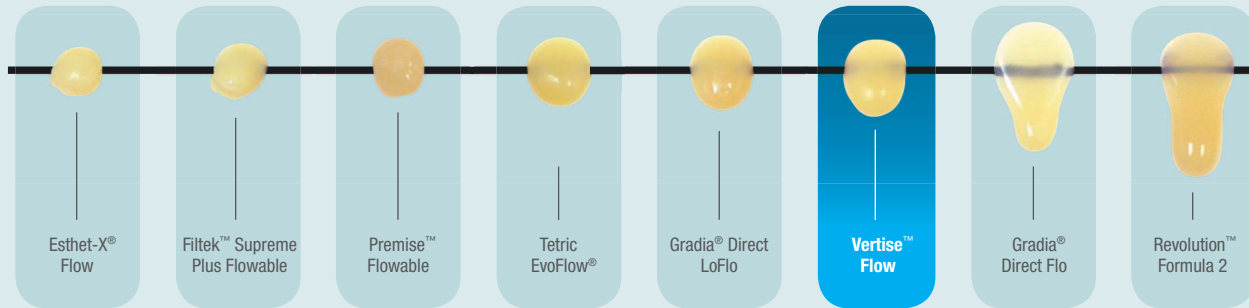 Esthet-X®
Flow
Filtek™ Supreme
Plus Flowable
Premise™
Flowable
Tetric
EvoFlow®
Gradia® Direct
LoFlo
Vertise™
Flow
Gradia®
Direct Flo
Revolution™
Formula 2